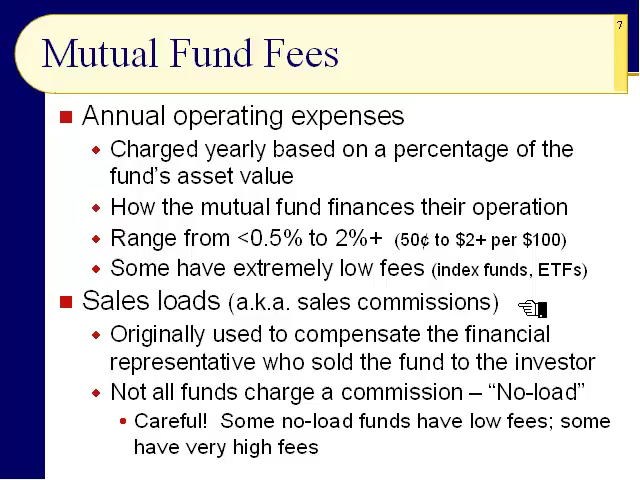 7
Mutual Fund Fees
Annual operating expenses
Charged yearly based on a percentage of the
fund's asset value
How the mutual fund finances their operation
Range from <0.5% to 2%+ (50¢ to $2+ per $100)
Some have extremely low fees (index funds, ETFs)
Sales loads (a.k.a. sales commissions)
Originally used to compensate the financial
representative who sold the fund to the investor
Not all funds charge a commission – “No-load”
Careful! Some no-load funds have low fees; some
have very high fees